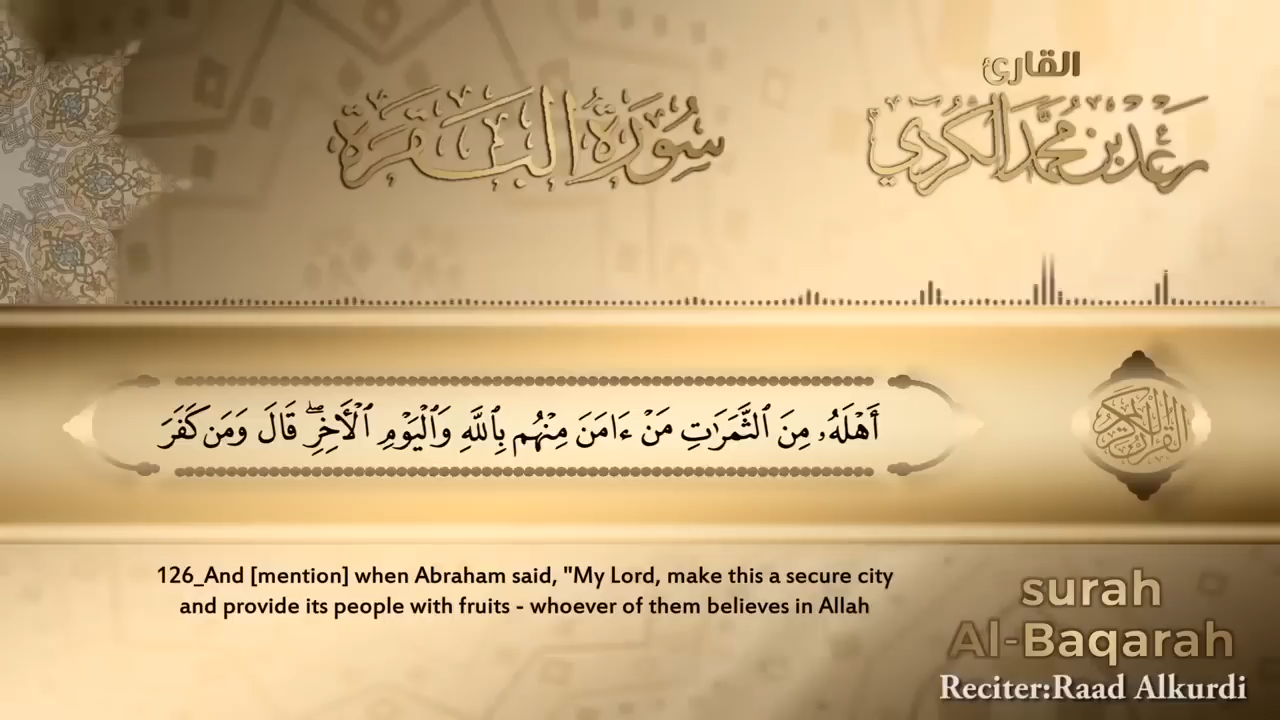 القارئ
سُورَةُ البَقَرَةِ
رعد بن محمد الكردي
أَهْلَهُۥ مِنَ ٱلثَّمَرَٰتِ مَنْ ءَامَنَ مِنْهُم بِٱللَّهِ وَٱلْيَوْمِ ٱلْأَخِرِۖ قَالَ وَمَن كَفَرَ
القرآن الكريم
126_And [mention] when Abraham said, "My Lord, make this a secure city
and provide its people with fruits - whoever of them believes in Allah
surah
Al-Baqarah
Reciter:Raad Alkurdi